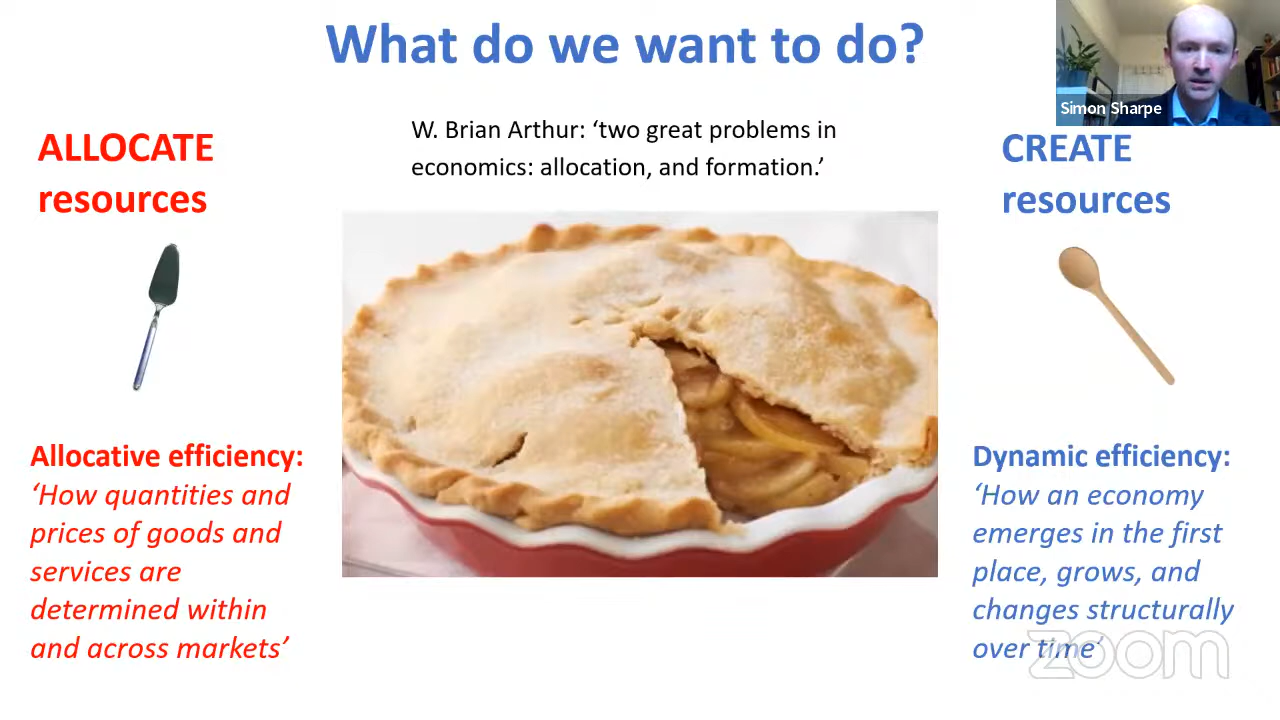 What do we want to do?
Simon Sharpe
W. Brian Arthur: ‘two great problems in
economics: allocation, and formation.’
ALLOCATE
resources
CREATE
resources
Allocative efficiency:
‘How quantities and
prices of goods and
services are
determined within
and across markets’
Dynamic efficiency:
‘How an economy
emerges in the first
place, grows, and
changes structurally
over time’
zoom